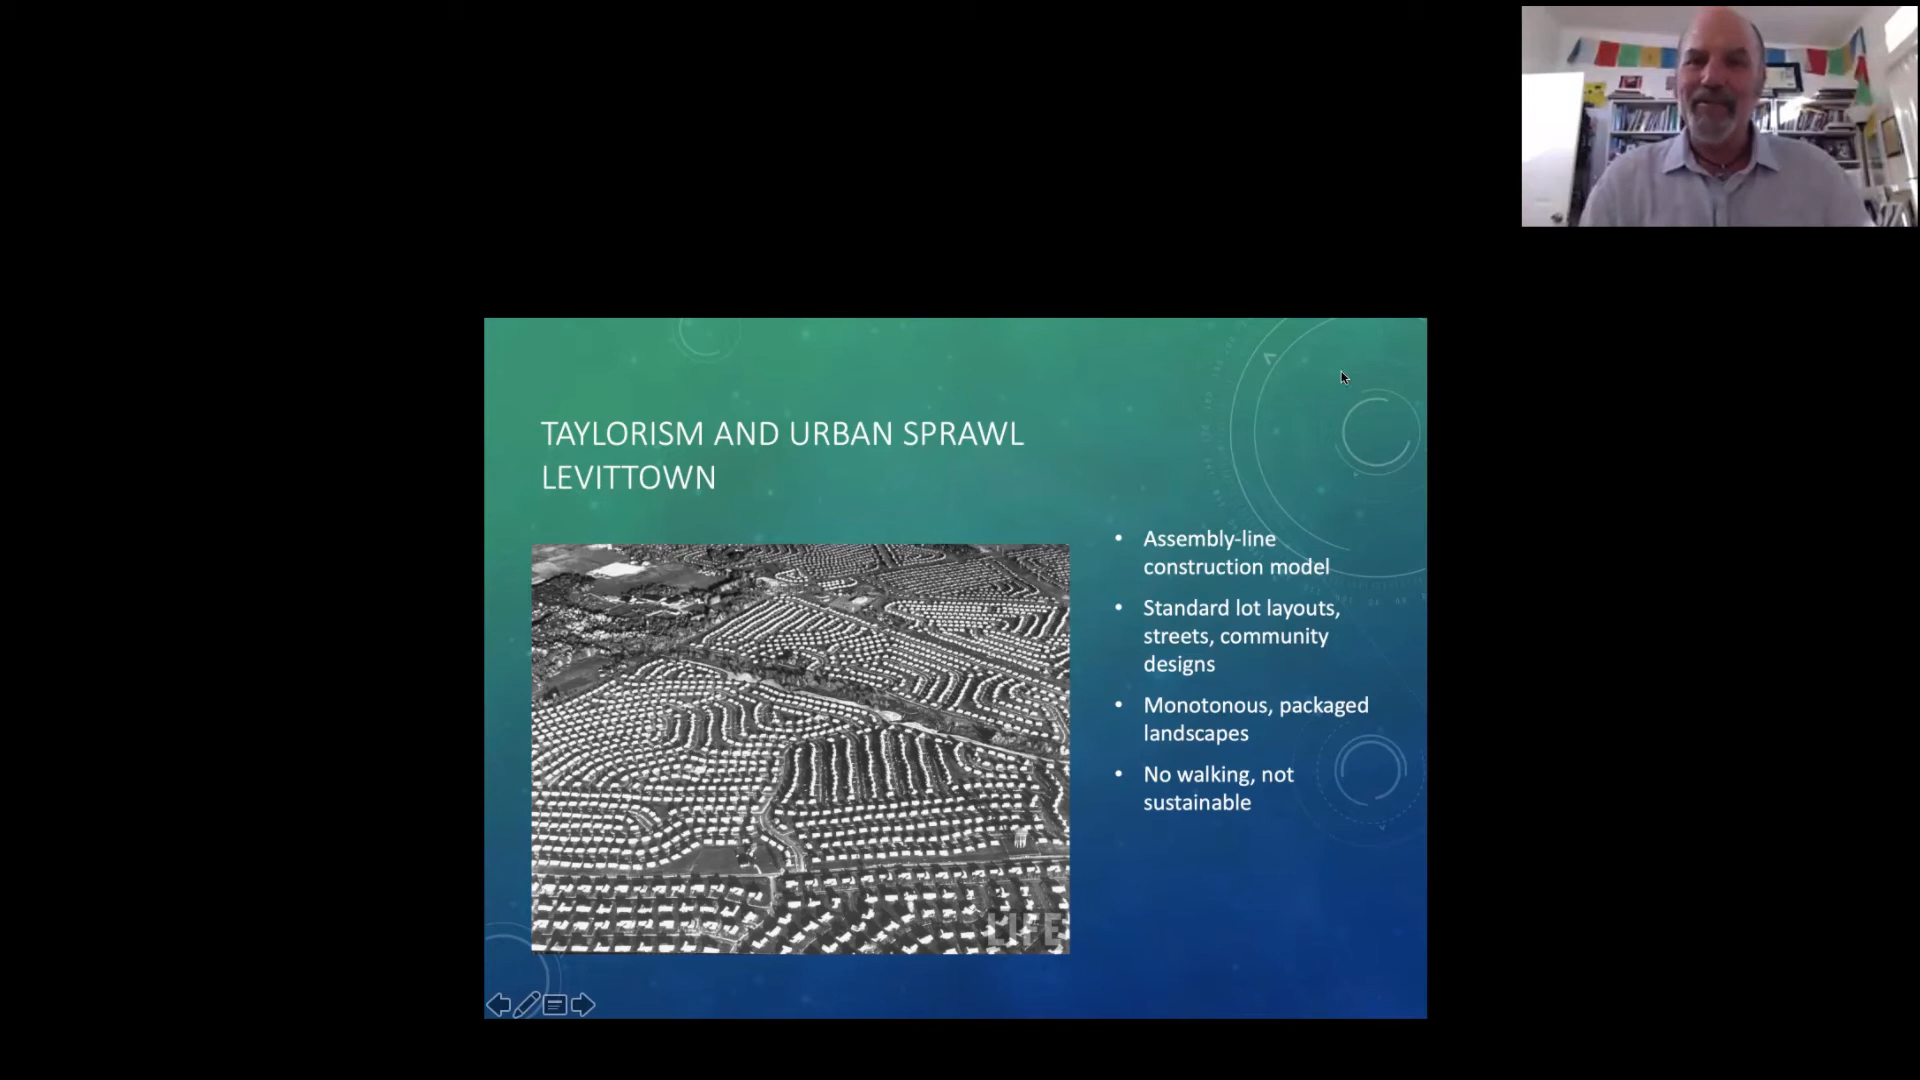 TAYLORISM AND URBAN SPRAWL
LEVITTOWN
• Assembly-line
construction model
• Standard lot layouts,
streets, community
designs
• Monotonous, packaged
landscapes
• No walking, not
sustainable
LIFE